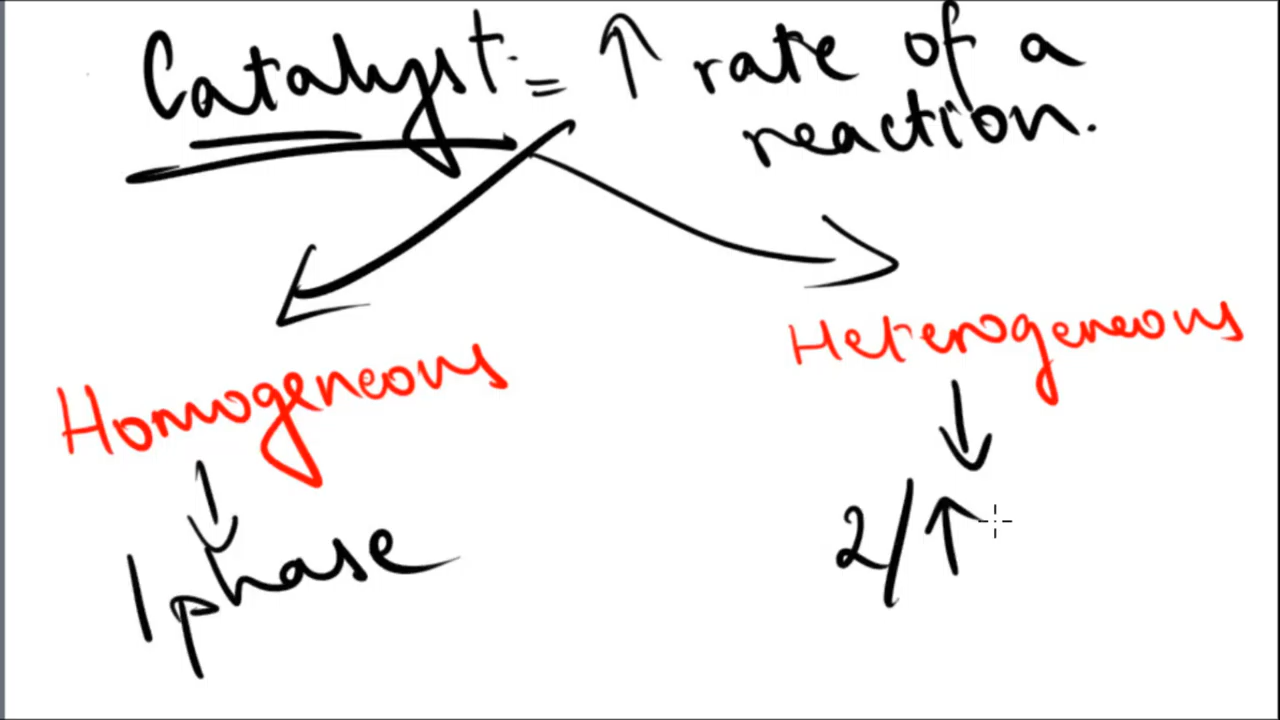 Catalyst = ↑ rate of a
reaction.
Homogeneous
Heterogeneous
1 phase
2/↑